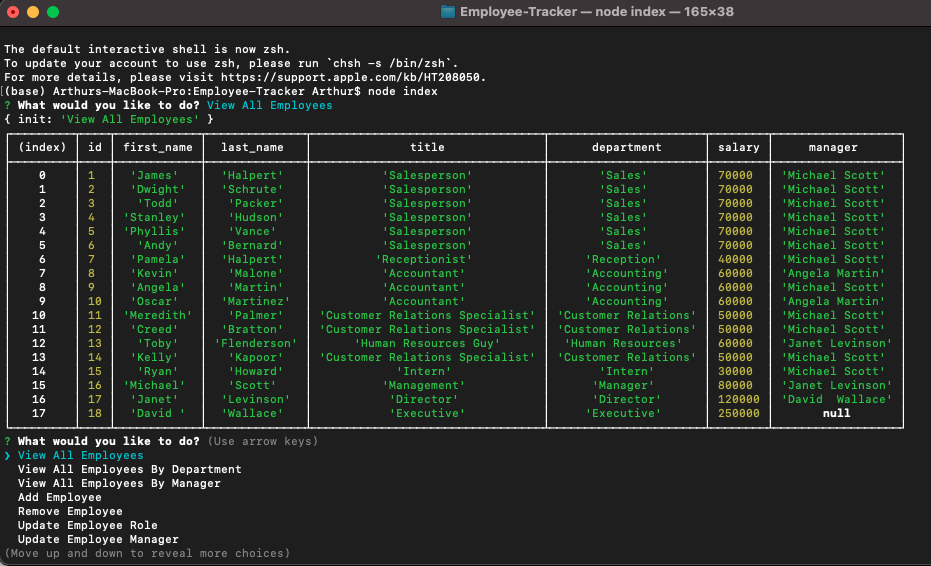 Employee-Tracker — node index — 165×38
The default interactive shell is now zsh.
To update your account to use zsh, please run `chsh -s /bin/zsh`.
For more details, please visit https://support.apple.com/kb/HT208050.
[(base) Arthurs-MacBook-Pro:Employee-Tracker Arthur$ node index
? What would you like to do? View All Employees
{ init: 'View All Employees' }
(index) id first_name last_name title department salary manager
0 1 'James' 'Halpert' 'Salesperson' 'Sales' 70000 'Michael Scott'
1 2 'Dwight' 'Schrute' 'Salesperson' 'Sales' 70000 'Michael Scott'
2 3 'Todd' 'Packer' 'Salesperson' 'Sales' 70000 'Michael Scott'
3 4 'Stanley' 'Hudson' 'Salesperson' 'Sales' 70000 'Michael Scott'
4 5 'Phyllis' 'Vance' 'Salesperson' 'Sales' 70000 'Michael Scott'
5 6 'Andy' 'Bernard' 'Salesperson' 'Sales' 70000 'Michael Scott'
6 7 'Pamela' 'Halpert' 'Receptionist' 'Reception' 40000 'Michael Scott'
7 8 'Kevin' 'Malone' 'Accountant' 'Accounting' 60000 'Angela Martin'
8 9 'Angela' 'Martin' 'Accountant' 'Accounting' 60000 'Michael Scott'
9 10 'Oscar' 'Martinez' 'Accountant' 'Accounting' 60000 'Angela Martin'
10 11 'Meredith' 'Palmer' 'Customer Relations Specialist' 'Customer Relations' 50000 'Michael Scott'
11 12 'Creed' 'Bratton' 'Customer Relations Specialist' 'Customer Relations' 50000 'Michael Scott'
12 13 'Toby' 'Flenderson' 'Human Resources Guy' 'Human Resources' 60000 'Janet Levinson'
13 14 'Kelly' 'Kapoor' 'Customer Relations Specialist' 'Customer Relations' 50000 'Michael Scott'
14 15 'Ryan' 'Howard' 'Intern' 'Intern' 30000 'Michael Scott'
15 16 'Michael' 'Scott' 'Management' 'Manager' 80000 'Janet Levinson'
16 17 'Janet' 'Levinson' 'Director' 'Director' 120000 'David  Wallace'
17 18 'David ' 'Wallace' 'Executive' 'Executive' 250000 null
? What would you like to do? (Use arrow keys)
❯ View All Employees
View All Employees By Department
View All Employees By Manager
Add Employee
Remove Employee
Update Employee Role
Update Employee Manager
(Move up and down to reveal more choices)